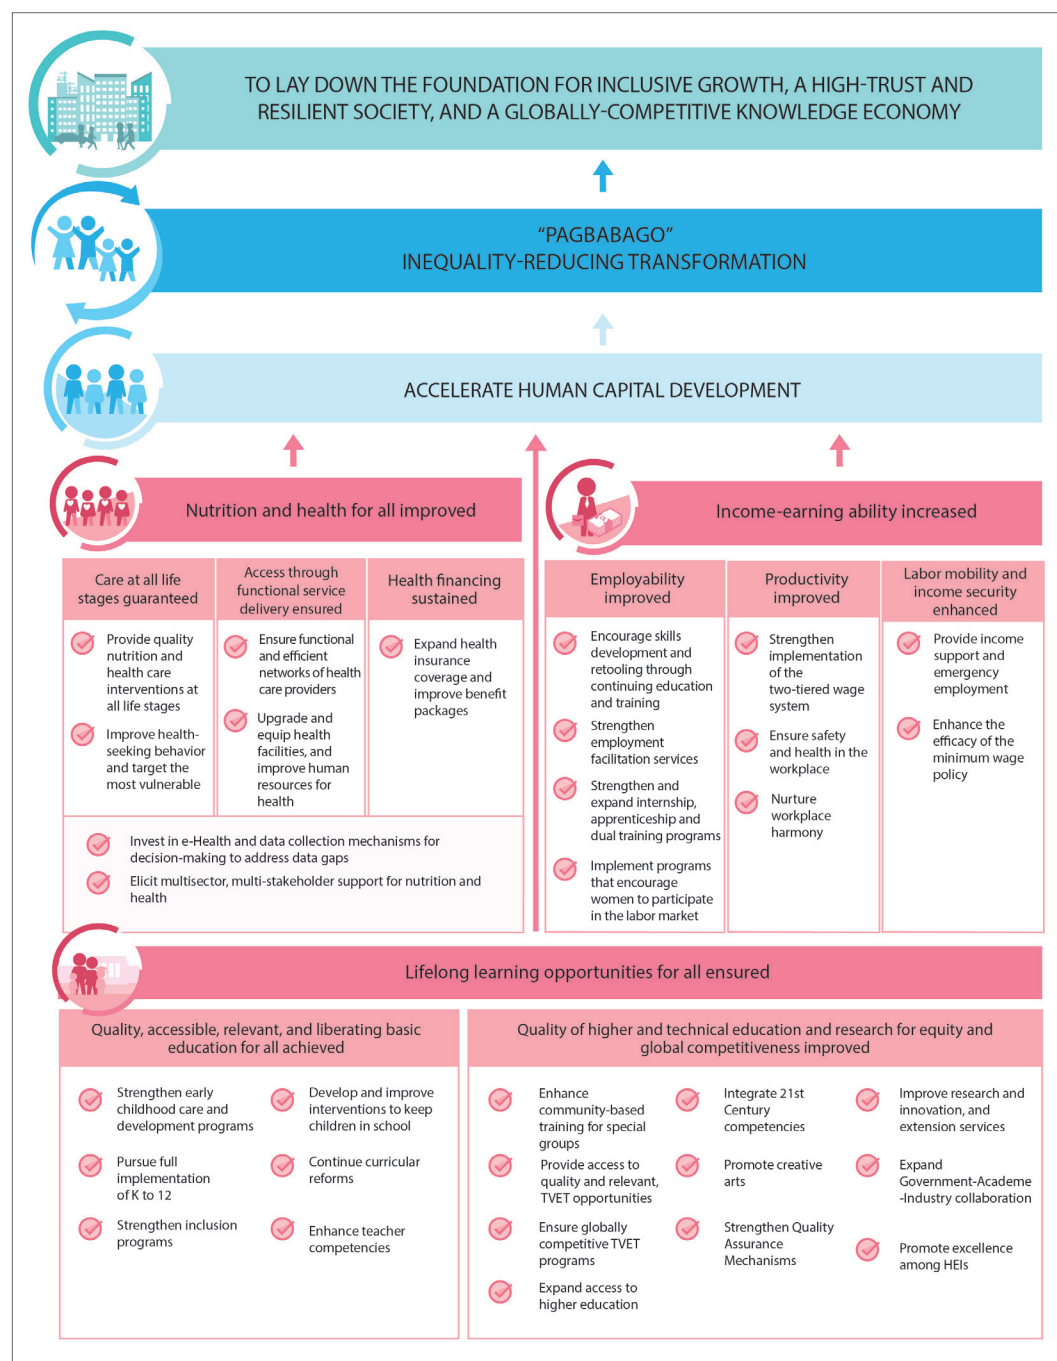 TO LAY DOWN THE FOUNDATION FOR INCLUSIVE GROWTH, A HIGH-TRUST AND
RESILIENT SOCIETY, AND A GLOBALLY-COMPETITIVE KNOWLEDGE ECONOMY
“PAGBABAGO”
INEQUALITY-REDUCING TRANSFORMATION
ACCELERATE HUMAN CAPITAL DEVELOPMENT
Nutrition and health for all improved
Care at all life
stages guaranteed
Provide quality
nutrition and
health care
interventions at
all life stages
Improve health-
seeking behavior
and target the
most vulnerable
Access through
functional service
delivery ensured
Ensure functional
and efficient
networks of health
care providers
Upgrade and
equip health
facilities, and
improve human
resources for
health
Health financing
sustained
Expand health
insurance
coverage and
improve benefit
packages
Invest in e-Health and data collection mechanisms for
decision-making to address data gaps
Elicit multisector, multi-stakeholder support for nutrition and
health
Income-earning ability increased
Employability
improved
Encourage skills
development and
retooling through
continuing education
and training
Strengthen
employment
facilitation services
Strengthen and
expand internship,
apprenticeship and
dual training programs
Implement programs
that encourage
women to participate
in the labor market
Productivity
improved
Strengthen
implementation
of the
two-tiered wage
system
Ensure safety
and health in the
workplace
Nurture
workplace
harmony
Labor mobility and
income security
enhanced
Provide income
support and
emergency
employment
Enhance the
efficacy of the
minimum wage
policy
Lifelong learning opportunities for all ensured
Quality, accessible, relevant, and liberating basic
education for all achieved
Strengthen early
childhood care and
development programs
Pursue full
implementation
of K to 12
Strengthen inclusion
programs
Develop and improve
interventions to keep
children in school
Continue curricular
reforms
Enhance teacher
competencies
Quality of higher and technical education and research for equity and
global competitiveness improved
Enhance
community-based
training for special
groups
Provide access to
quality and relevant,
TVET opportunities
Ensure globally
competitive TVET
programs
Expand access to
higher education
Integrate 21st
Century
competencies
Promote creative
arts
Strengthen Quality
Assurance
Mechanisms
Improve research and
innovation, and
extension services
Expand
Government-Academe
-Industry collaboration
Promote excellence
among HEIs